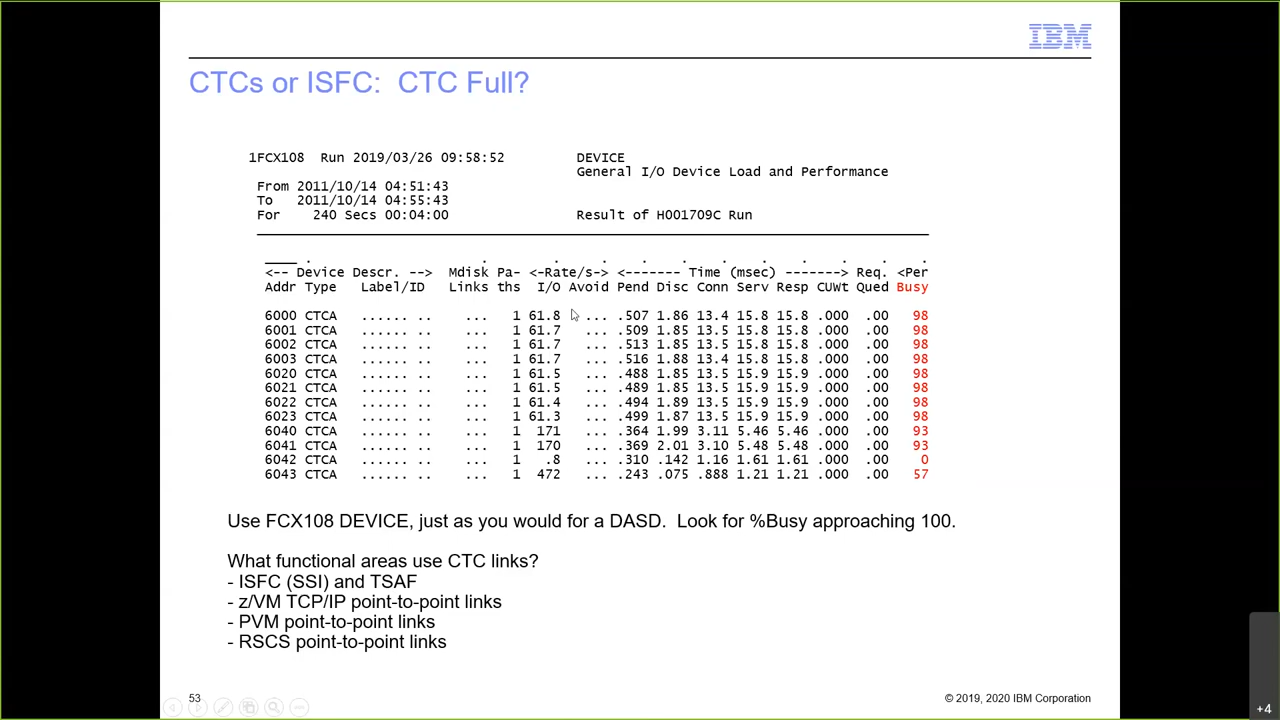 IBM
CTCs or ISFC:  CTC Full?
1FCX108  Run 2019/03/26 09:58:52         DEVICE
                                         General I/O Device Load and Performance
 From 2011/10/14 04:51:43
 To   2011/10/14 04:55:43
 For    240 Secs 00:04:00                Result of H001709C Run
____ .                     .        .     .    .    .    .    .    .    .    .
<-- Device Descr. -->  Mdisk Pa- <-Rate/s-> <------- Time (msec) -------> Req. <Per
Addr Type   Label/ID   Links ths  I/O Avoid Pend Disc Conn Serv Resp CUWt Qued Busy
6000 CTCA   ...... ..    ...   1 61.8   ... .507 1.86 13.4 15.8 15.8 .000  .00   98
6001 CTCA   ...... ..    ...   1 61.7   ... .509 1.85 13.5 15.8 15.8 .000  .00   98
6002 CTCA   ...... ..    ...   1 61.7   ... .513 1.85 13.5 15.8 15.8 .000  .00   98
6003 CTCA   ...... ..    ...   1 61.7   ... .516 1.88 13.4 15.8 15.8 .000  .00   98
6020 CTCA   ...... ..    ...   1 61.5   ... .488 1.85 13.5 15.9 15.9 .000  .00   98
6021 CTCA   ...... ..    ...   1 61.5   ... .489 1.85 13.5 15.9 15.9 .000  .00   98
6022 CTCA   ...... ..    ...   1 61.4   ... .494 1.89 13.5 15.9 15.9 .000  .00   98
6023 CTCA   ...... ..    ...   1 61.3   ... .499 1.87 13.5 15.9 15.9 .000  .00   98
6040 CTCA   ...... ..    ...   1  171   ... .364 1.99 3.11 5.46 5.46 .000  .00   93
6041 CTCA   ...... ..    ...   1  170   ... .369 2.01 3.10 5.48 5.48 .000  .00   93
6042 CTCA   ...... ..    ...   1   .8   ... .310 .142 1.16 1.61 1.61 .000  .00    0
6043 CTCA   ...... ..    ...   1  472   ... .243 .075 .888 1.21 1.21 .000  .00   57
Use FCX108 DEVICE, just as you would for a DASD.  Look for %Busy approaching 100.
What functional areas use CTC links?
- ISFC (SSI) and TSAF
- z/VM TCP/IP point-to-point links
- PVM point-to-point links
- RSCS point-to-point links
53
© 2019, 2020 IBM Corporation
+4